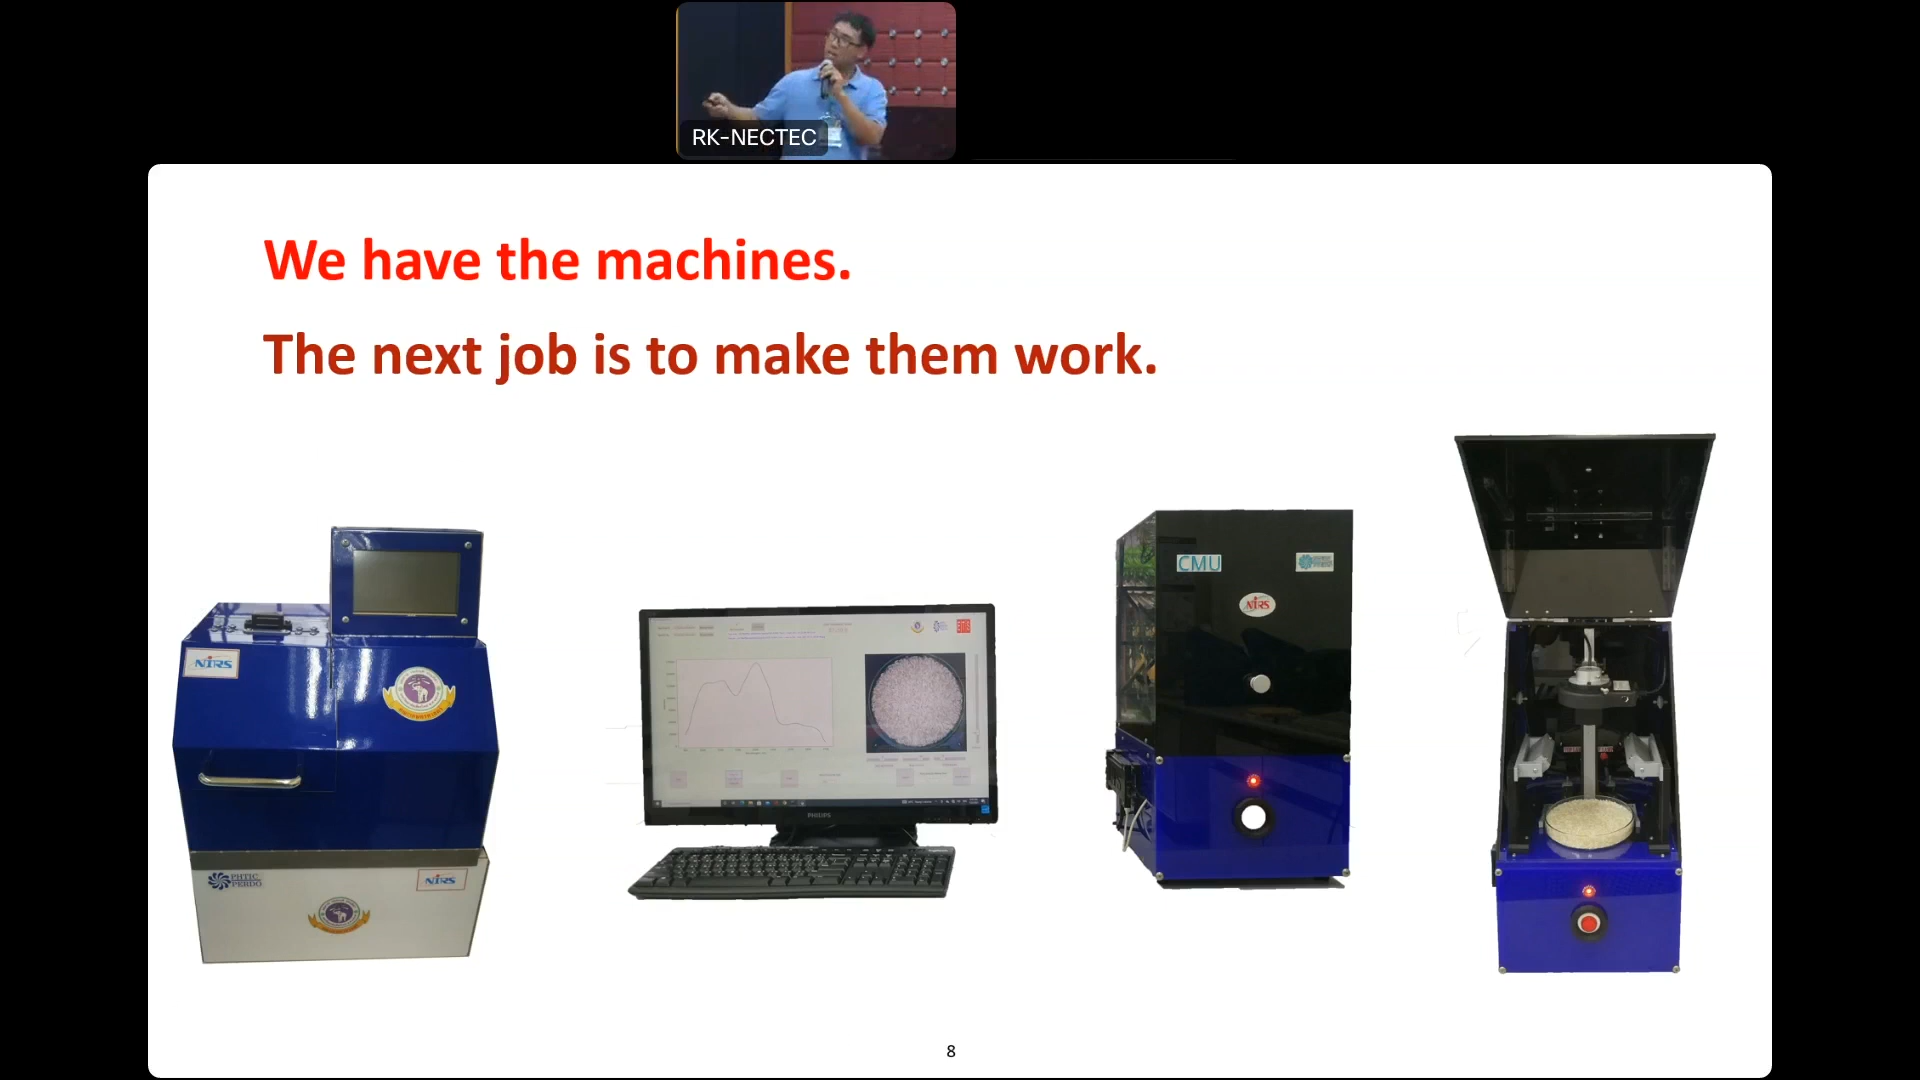 RK-NECTEC
We have the machines.
The next job is to make them work.
CMU
NIRS
NIRS
PHILIPS
PHTIC
PERDO
NIRS
8